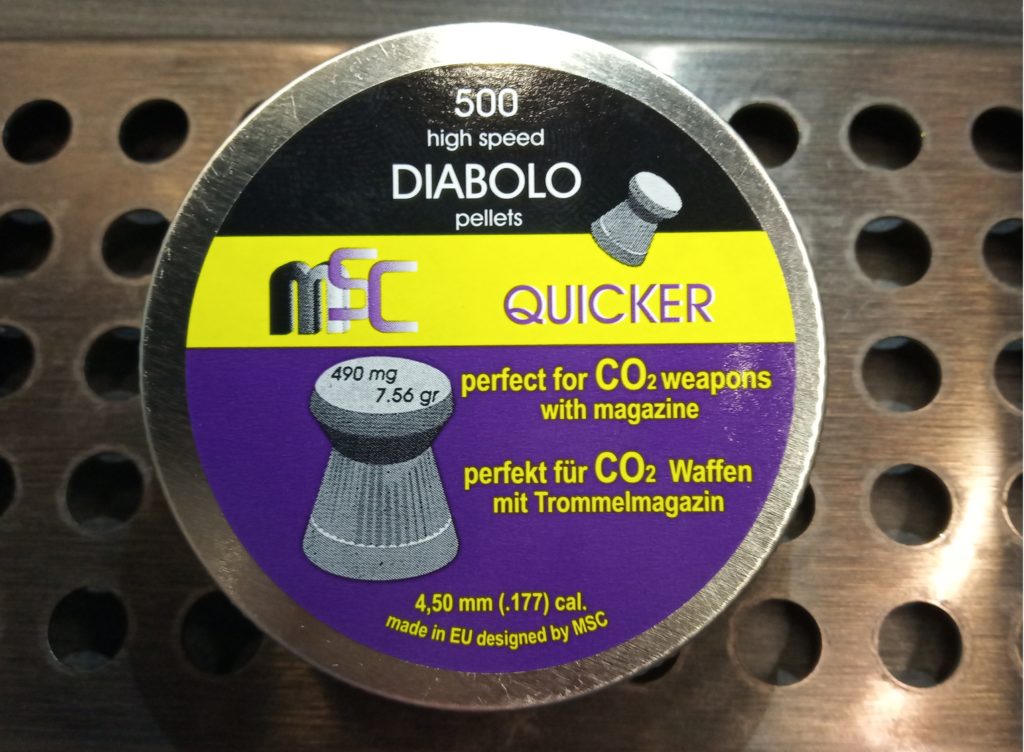 500
high speed
DIABOLO
pellets
mSC
QUICKER
490 mg
7.56 gr
perfect for CO2 weapons
with magazine
perfekt für CO2 Waffen
mit Trommelmagazin
4,50 mm (.177) cal.
made in EU designed by MSC